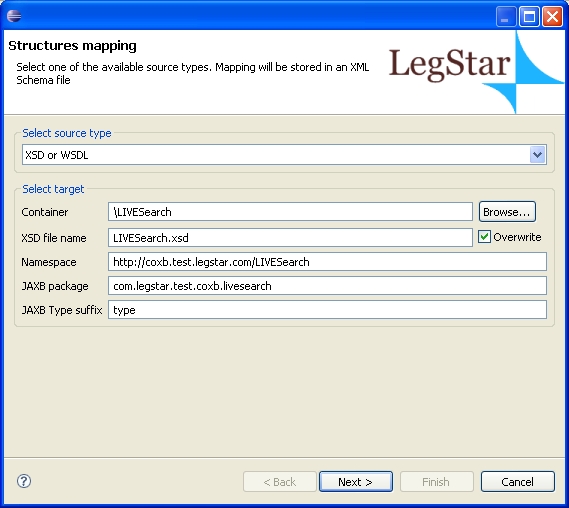 Structures mapping
Select one of the available source types. Mapping will be stored in an XML
Schema file
LegStar
Select source type
XSD or WSDL
Select target
Container \LIVESearch Browse...
XSD file name LIVESearch.xsd Overwrite
Namespace http://coxb.test.legstar.com/LIVESearch
JAXB package com.legstar.test.coxb.livesearch
JAXB Type suffix type
? < Back Next > Finish Cancel